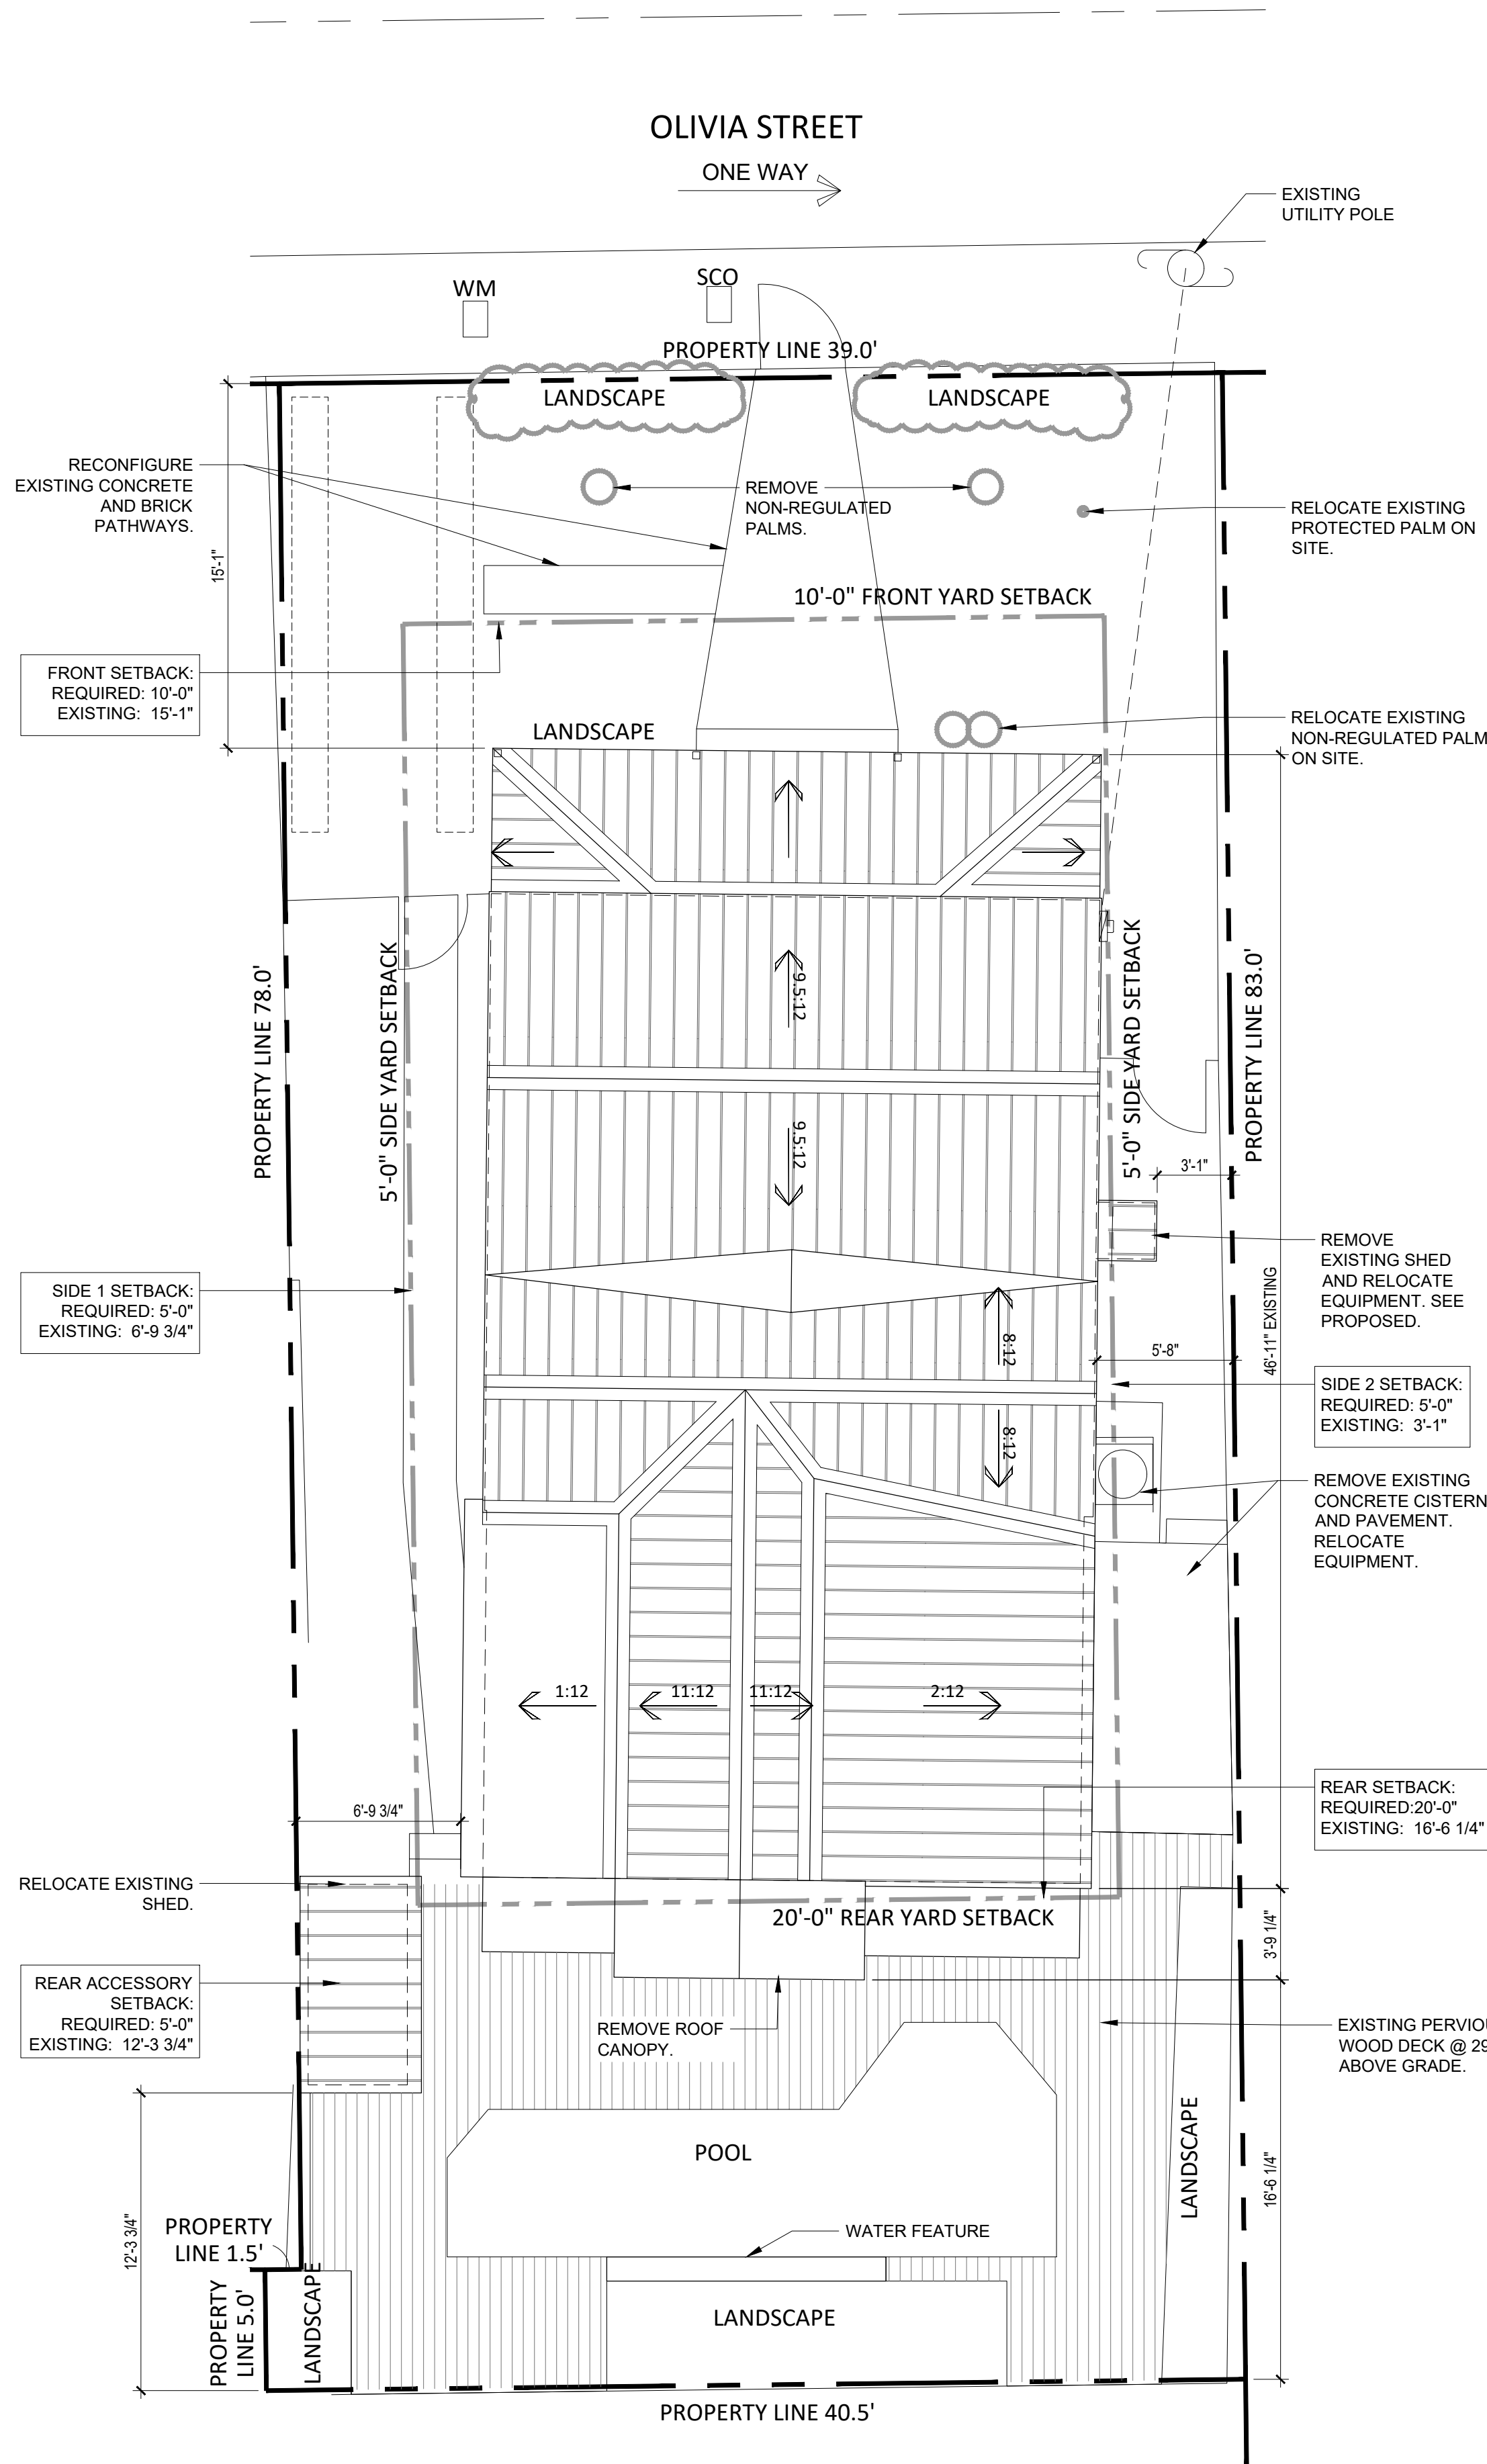 OLIVIA STREET
ONE WAY
EXISTING
UTILITY POLE
WM
SCO
PROPERTY LINE 39.0'
LANDSCAPE
LANDSCAPE
RECONFIGURE
EXISTING CONCRETE
AND BRICK
PATHWAYS.
REMOVE
NON-REGULATED
PALMS.
RELOCATE EXISTING
PROTECTED PALM ON
SITE.
15'-1"
10'-0" FRONT YARD SETBACK
FRONT SETBACK:
REQUIRED: 10'-0"
EXISTING: 15'-1"
LANDSCAPE
RELOCATE EXISTING
NON-REGULATED PALM
ON SITE.
PROPERTY LINE 78.0'
5'-0" SIDE YARD SETBACK
9.5:12
9.5:12
5'-0" SIDE YARD SETBACK
PROPERTY LINE 83.0'
3'-1"
REMOVE
EXISTING SHED
AND RELOCATE
EQUIPMENT. SEE
PROPOSED.
SIDE 1 SETBACK:
REQUIRED: 5'-0"
EXISTING: 6'-9 3/4"
8:12
8:12
5'-8"
46'-11" EXISTING
SIDE 2 SETBACK:
REQUIRED: 5'-0"
EXISTING: 3'-1"
REMOVE EXISTING
CONCRETE CISTERN
AND PAVEMENT.
RELOCATE
EQUIPMENT.
1:12
11:12
11:12
2:12
6'-9 3/4"
REAR SETBACK:
REQUIRED:20'-0"
EXISTING: 16'-6 1/4"
RELOCATE EXISTING
SHED.
20'-0" REAR YARD SETBACK
3'-9 1/4"
REAR ACCESSORY
SETBACK:
REQUIRED: 5'-0"
EXISTING: 12'-3 3/4"
REMOVE ROOF
CANOPY.
EXISTING PERVIOU
WOOD DECK @ 29
ABOVE GRADE.
POOL
LANDSCAPE
16'-6 1/4"
12'-3 3/4"
PROPERTY
LINE 1.5'
WATER FEATURE
PROPERTY
LINE 5.0'
LANDSCAPE
LANDSCAPE
PROPERTY LINE 40.5'